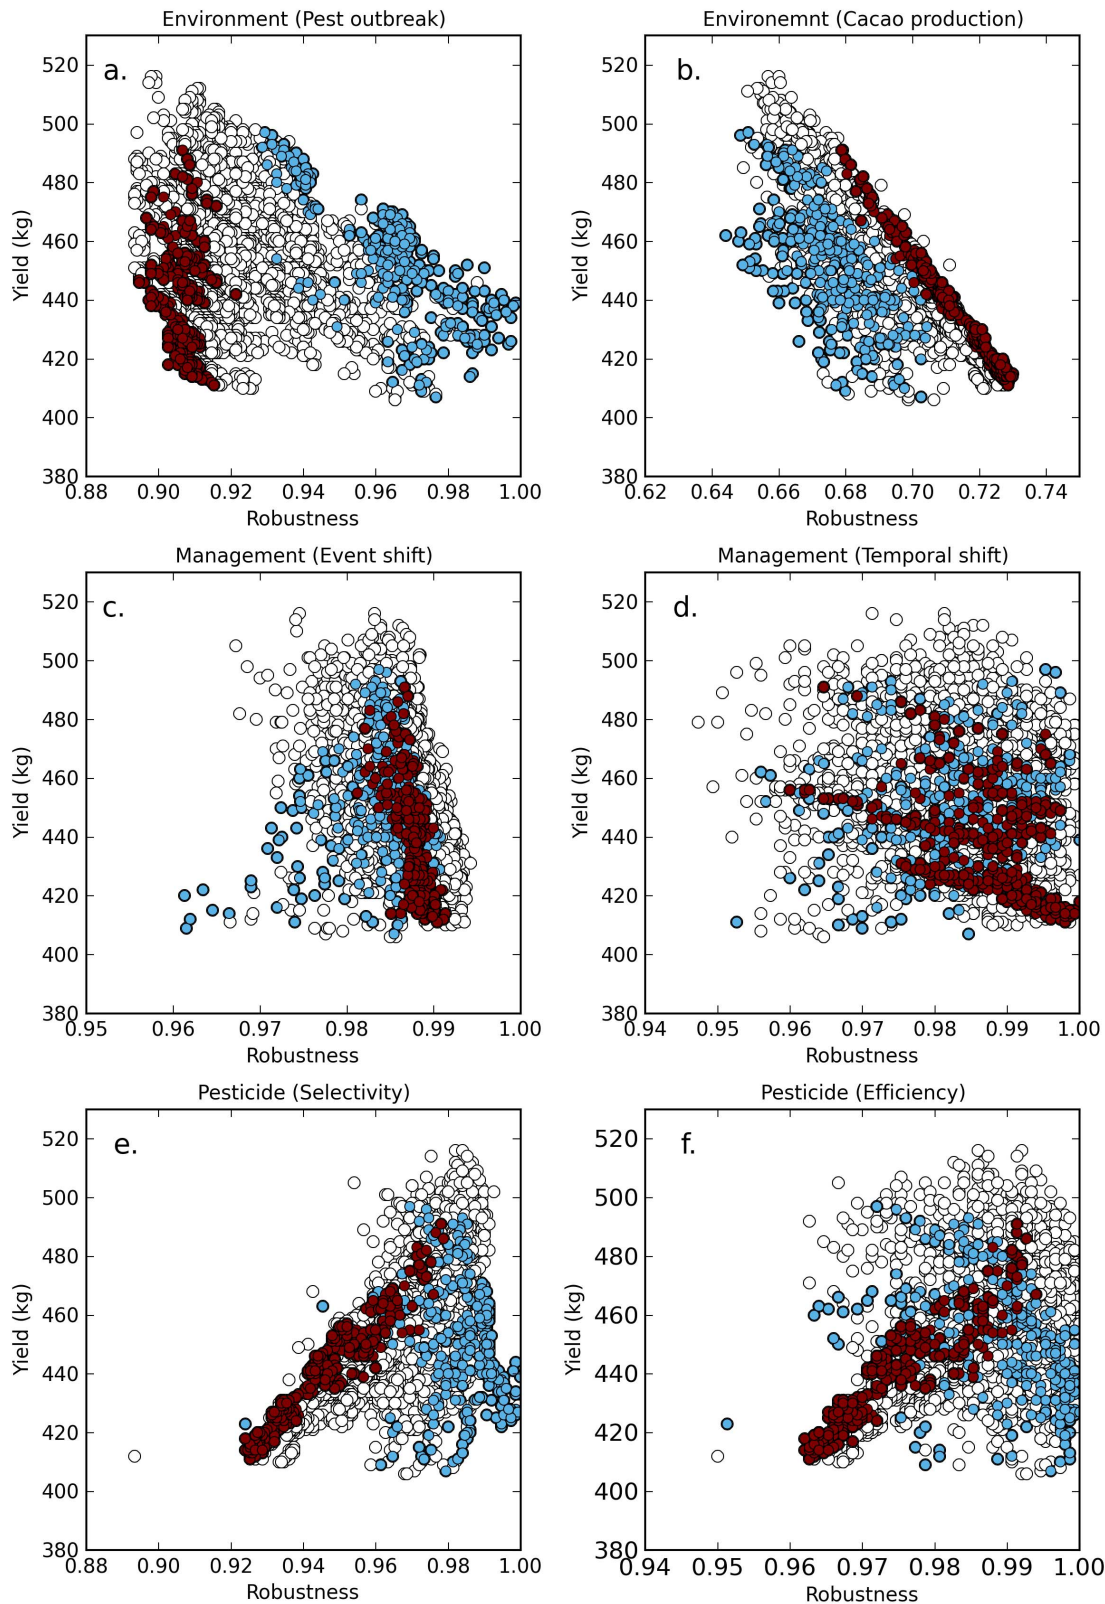 Environment (Pest outbreak)
a.
520
500
480
460
440
420
400
380
Yield (kg)
0.88 0.90 0.92 0.94 0.96 0.98 1.00
Robustness
Environemnt (Cacao production)
b.
520
500
480
460
440
420
400
380
Yield (kg)
0.62 0.64 0.66 0.68 0.70 0.72 0.74
Robustness
Management (Event shift)
c.
520
500
480
460
440
420
400
380
Yield (kg)
0.95 0.96 0.97 0.98 0.99 1.00
Robustness
Management (Temporal shift)
d.
520
500
480
460
440
420
400
380
Yield (kg)
0.94 0.95 0.96 0.97 0.98 0.99 1.00
Robustness
Pesticide (Selectivity)
e.
520
500
480
460
440
420
400
380
Yield (kg)
0.88 0.90 0.92 0.94 0.96 0.98 1.00
Robustness
Pesticide (Efficiency)
f.
520
500
480
460
440
420
400
380
Yield (kg)
0.94 0.95 0.96 0.97 0.98 0.99 1.00
Robustness